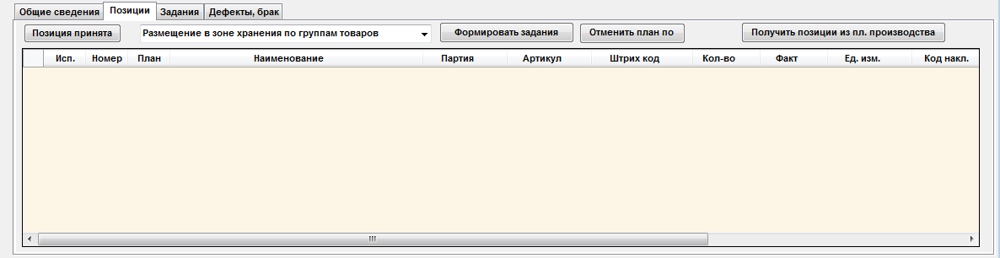 Общие сведения Позиции Задания Дефекты, брак
Позиция принята Размещение в зоне хранения по группам товаров Формировать задания Отменить план по Получить позиции из пл. производства
Исп. Номер План Наименование Партия Артикул Штрих код Кол-во Факт Ед. изм. Код накл.